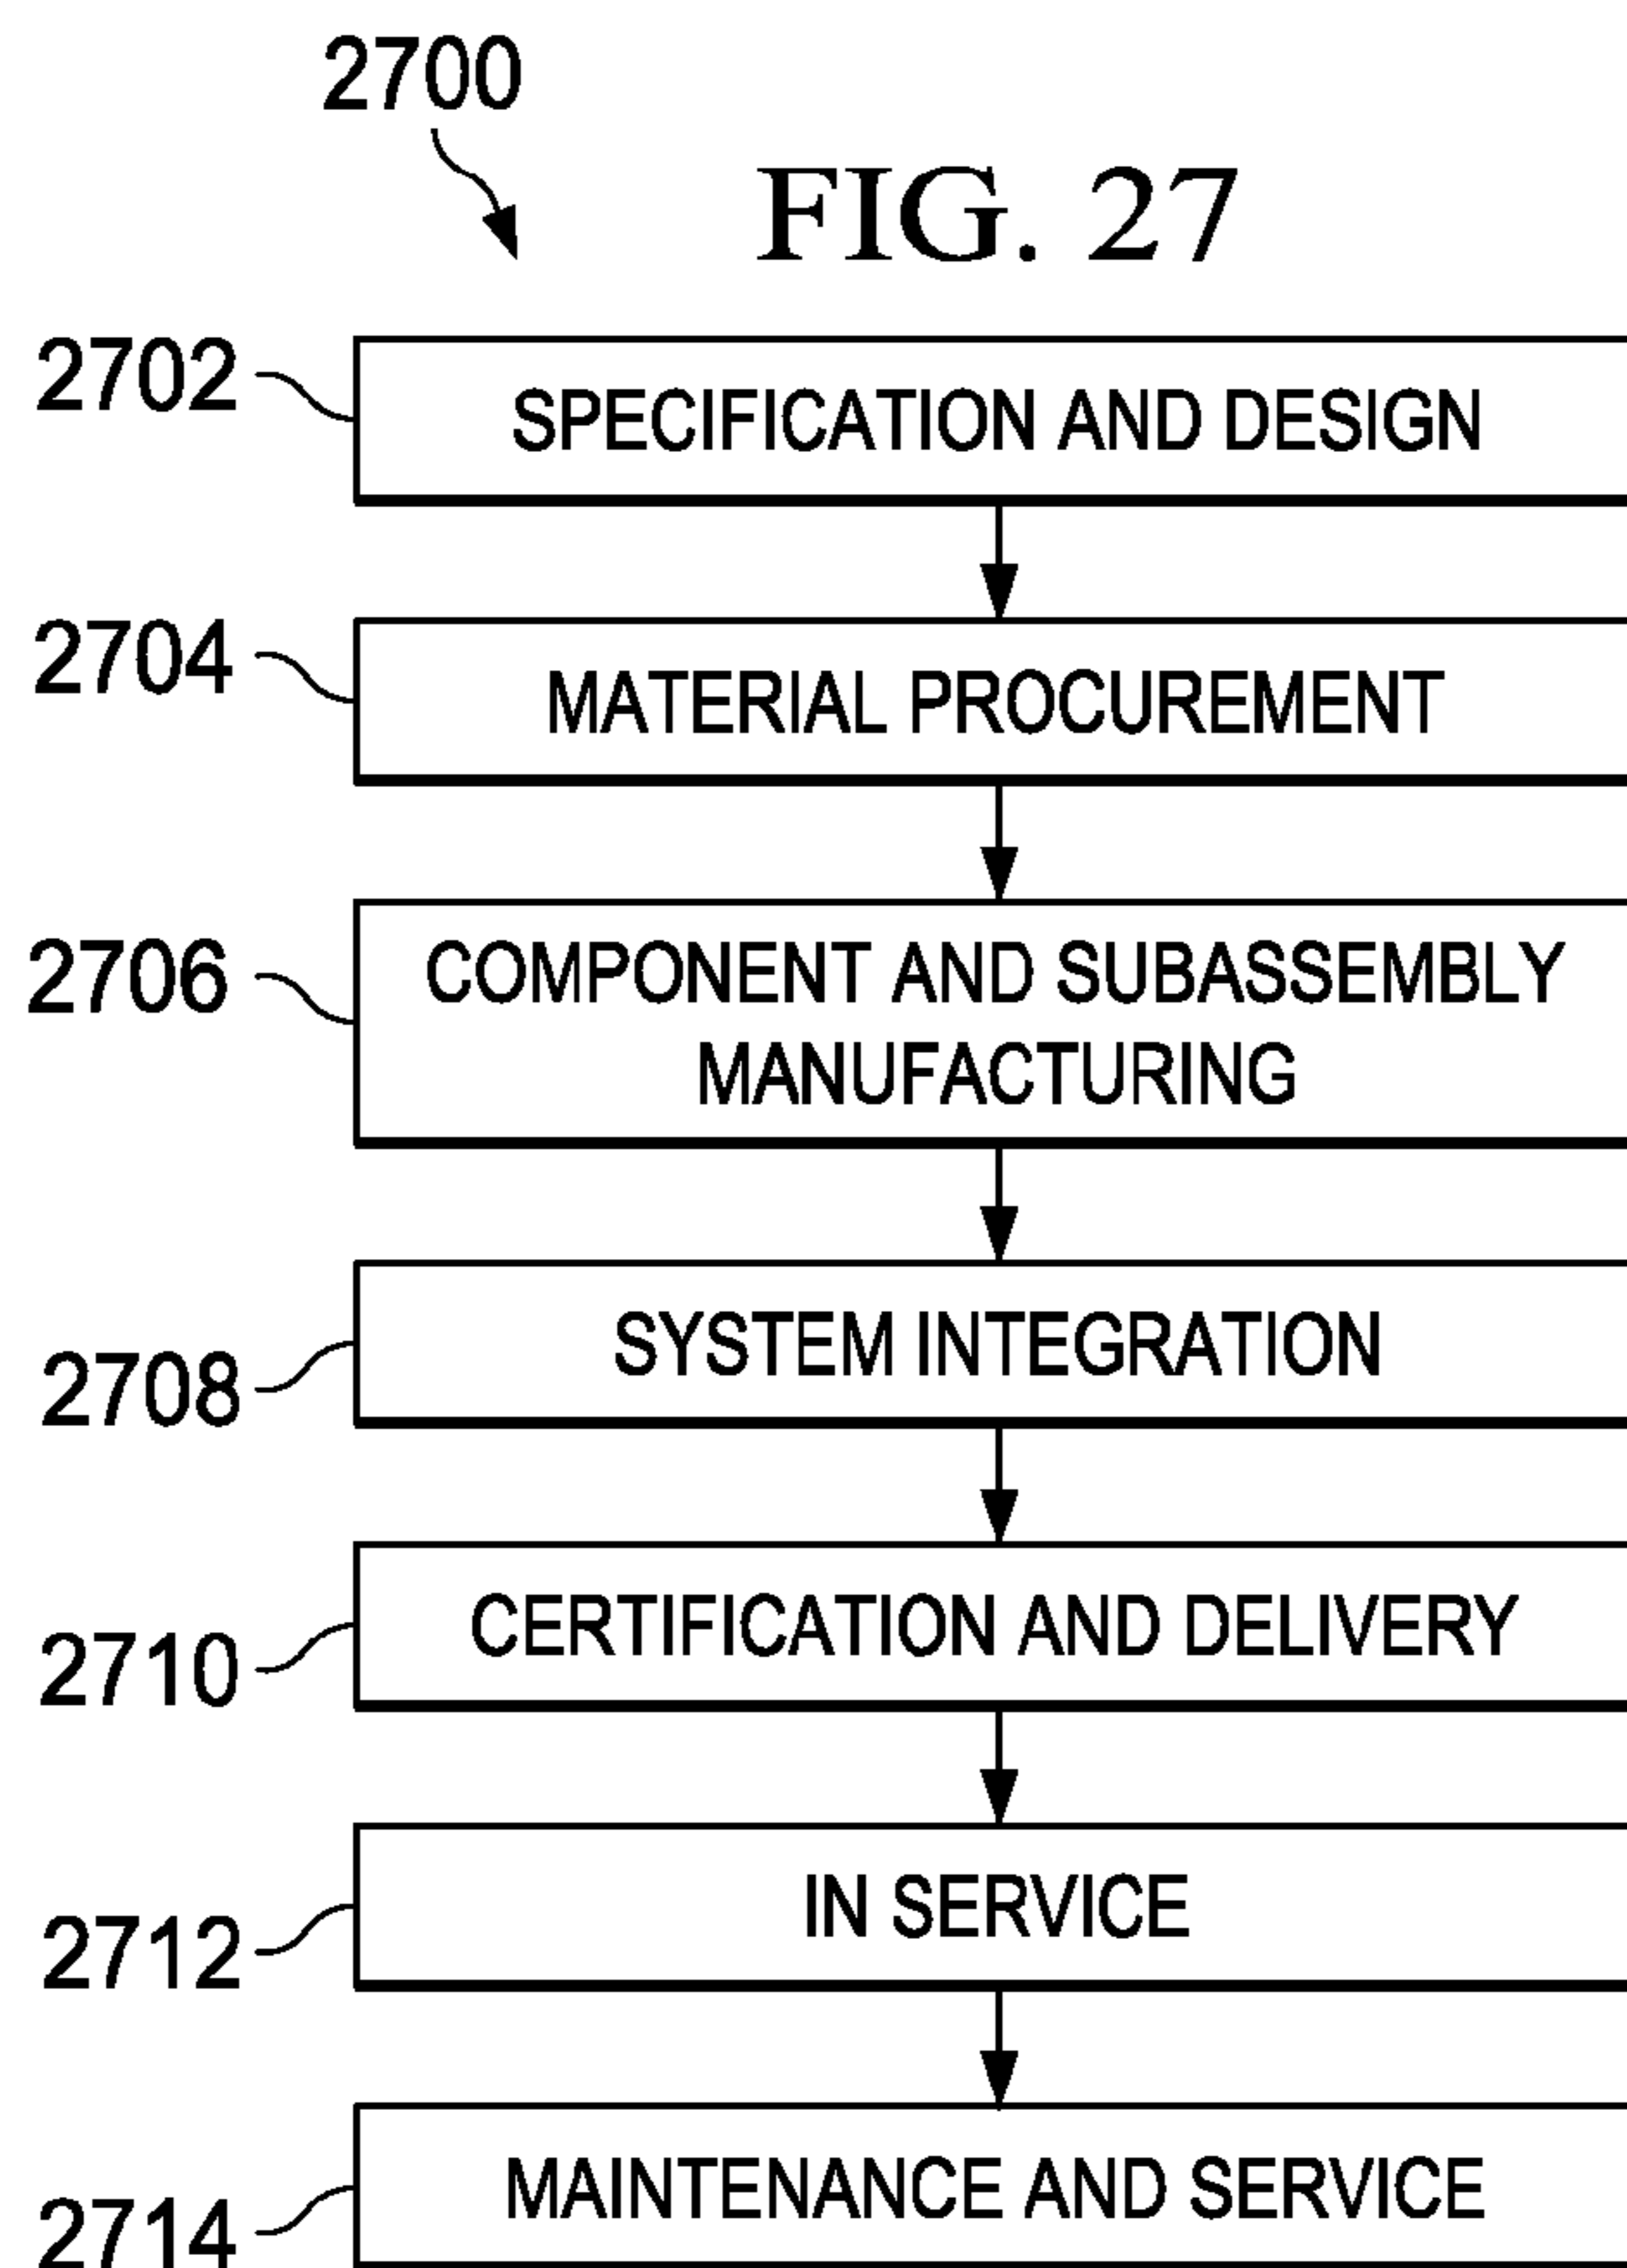 2700
FIG. 27
2702
SPECIFICATION AND DESIGN
2704
MATERIAL PROCUREMENT
2706
COMPONENT AND SUBASSEMBLY
MANUFACTURING
2708
SYSTEM INTEGRATION
2710
CERTIFICATION AND DELIVERY
2712
IN SERVICE
2714
MAINTENANCE AND SERVICE